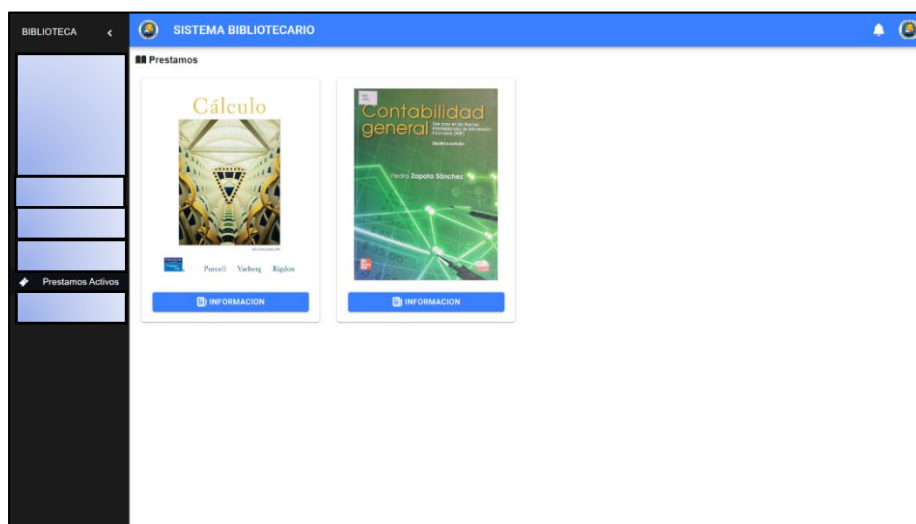 BIBLIOTECA
SISTEMA BIBLIOTECARIO
Prestamos
Cálculo
Purcell Varberg Rigdon
INFORMACION
Contabilidad
general
Pedro Zapata Sánchez
INFORMACION
Prestamos Activos